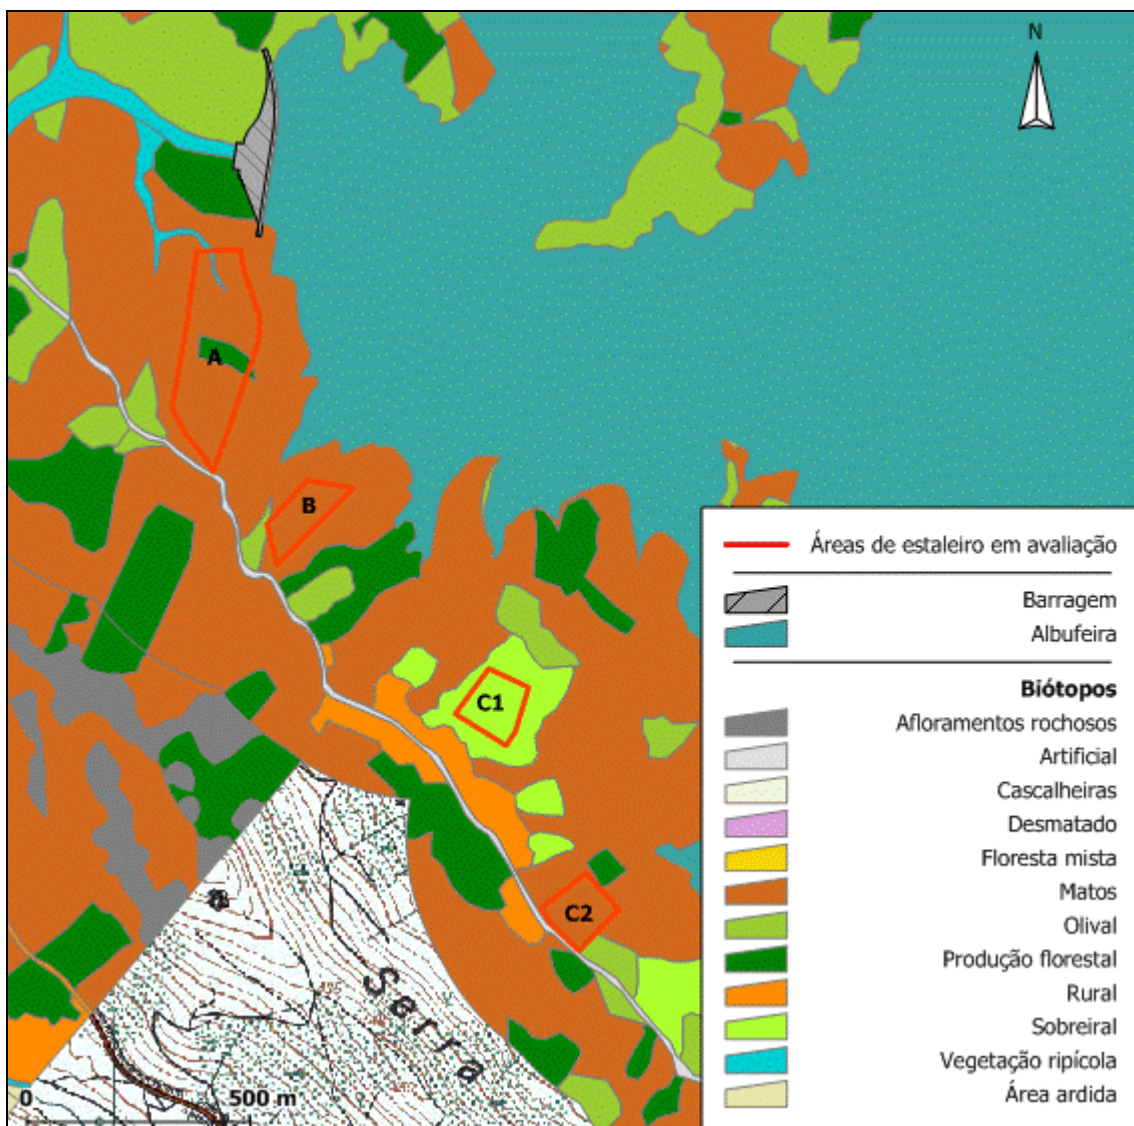 N
A
B
C1
C2
Serra
0
500 m
Áreas de estaleiro em avaliação
Barragem
Albufeira
Biótopos
Afloramentos rochosos
Artificial
Cascalheiras
Desmatado
Floresta mista
Matos
Olival
Produção florestal
Rural
Sobreiral
Vegetação ripícola
Área ardida